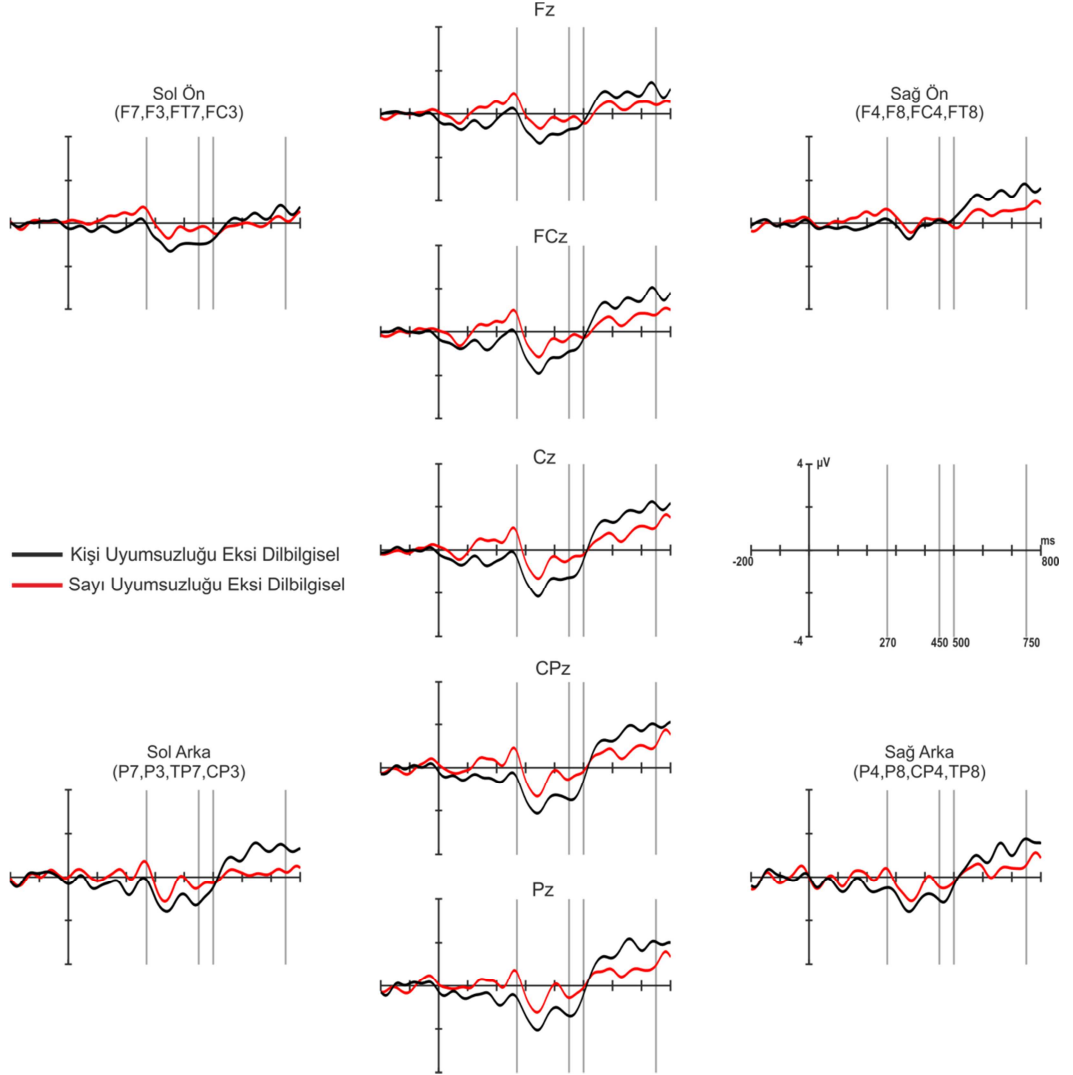 Fz
Sol Ön
(F7,F3,FT7,FC3)
Sağ Ön
(F4,F8,FC4,FT8)
FCz
Cz
4 µV
ms
-200
800
-4
270
450
500
750
Kişi Uyumsuzluğu Eksi Dilbilgisel
Sayı Uyumsuzluğu Eksi Dilbilgisel
CPz
Sol Arka
(P7,P3,TP7,CP3)
Sağ Arka
(P4,P8,CP4,TP8)
Pz